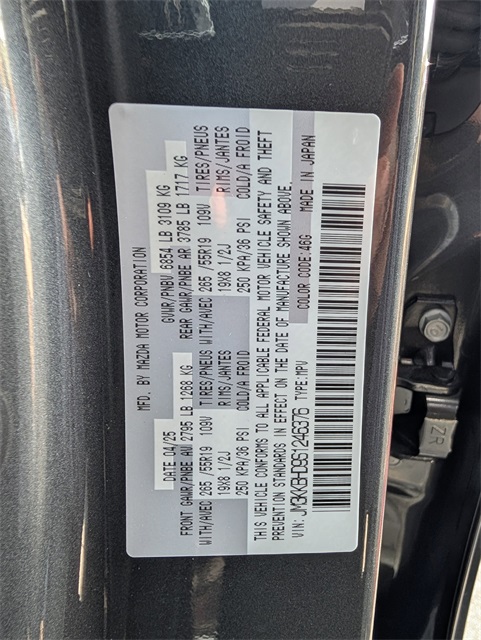 MFD. BY MAZDA MOTOR CORPORATION
DATE 04/25 GVWR/PNBV 6854 LB 3109 KG
FRONT GAWR/PNBE AV 2795 LB 1268 KG REAR GAWR/PNBE AR 3785 LB 1717 KG
WITH/AVEC 265 /55R19 109V TIRES/PNEUS WITH/AVEC 265 /55R19 109V TIRES/PNEUS
19X8 1/2J RIMS/JANTES 19X8 1/2J RIMS/JANTES
250 KPA/36 PSI COLD/A FROID 250 KPA/36 PSI COLD/A FROID
THIS VEHICLE CONFORMS TO ALL APPLICABLE FEDERAL MOTOR VEHICLE SAFETY AND THEFT
PREVENTION STANDARDS IN EFFECT ON THE DATE OF MANUFACTURE SHOWN ABOVE.
VIN: JM3KKBHD9S1246376 TYPE:MPV COLOR CODE:46G MADE IN JAPAN
ZR